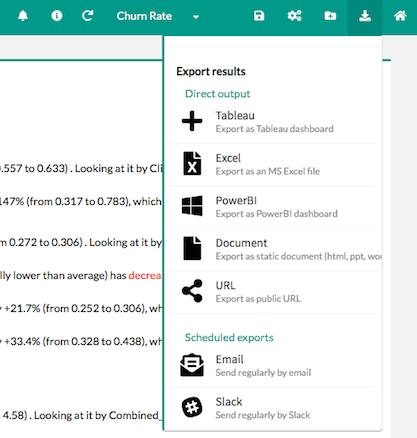 Churn Rate
Export results
Direct output
Tableau
Export as Tableau dashboard
0.557 to 0.633) . Looking at it by Cli
Excel
Export as an MS Excel file
147% (from 0.317 to 0.783), which
PowerBI
Export as PowerBI dashboard
m 0.272 to 0.306) . Looking at it by
Document
Export as static document (html, ppt, wor
lly lower than average) has decrea
URL
Export as public URL
y +21.7% (from 0.252 to 0.306), wh
y +33.4% (from 0.328 to 0.438), wh
Scheduled exports
Email
Send regularly by email
Slack
Send regularly by Slack
4.58) . Looking at it by Combined_